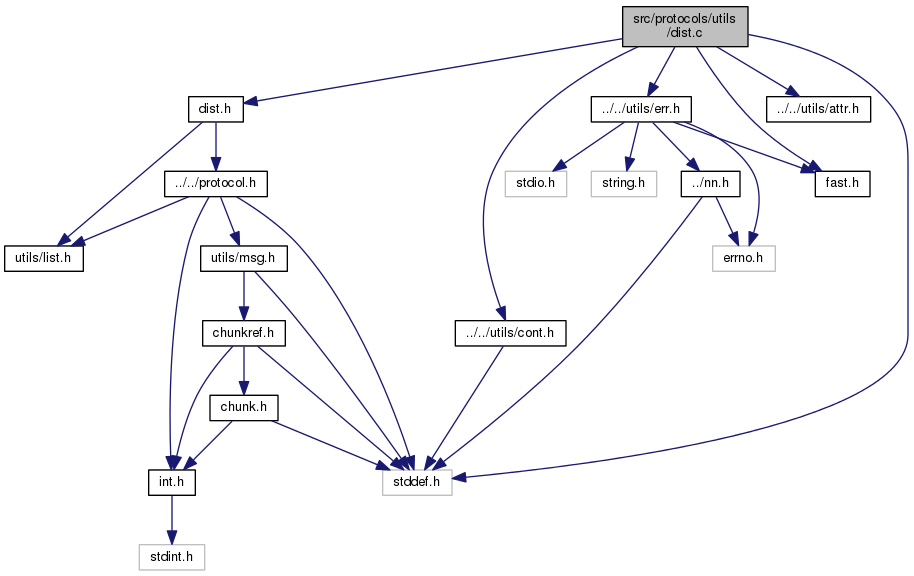 src/protocols/utils
/dist.c
dist.h
../../utils/err.h
../../utils/attr.h
../../protocol.h
stdio.h
string.h
../nn.h
fast.h
utils/list.h
utils/msg.h
errno.h
chunkref.h
../../utils/cont.h
chunk.h
int.h
stddef.h
stdint.h